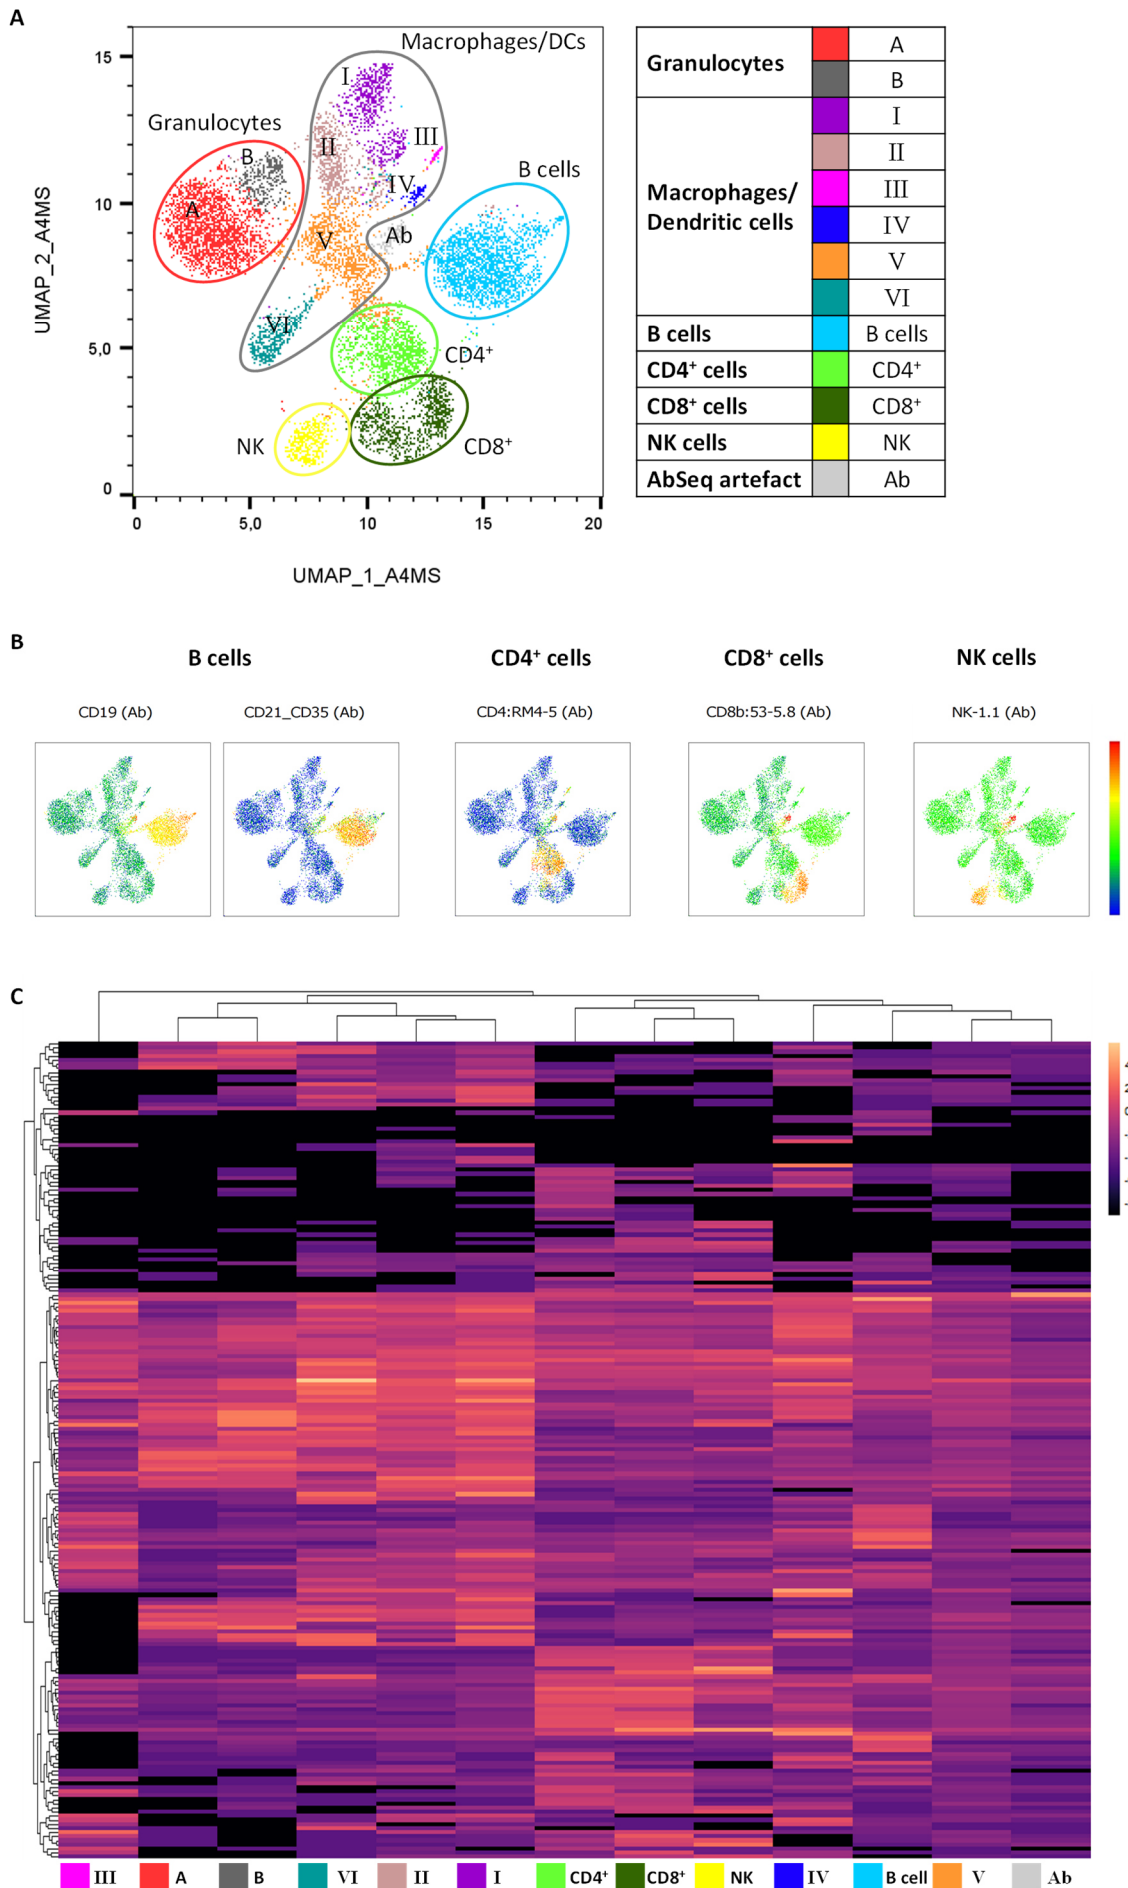 A
Macrophages/DCs
Granulocytes
B cells
I
II
III
IV
V
VI
A
B
Ab
CD4⁺
CD8⁺
NK
15
10
5,0
0
0
5,0
10
15
20
UMAP_2_A4MS
UMAP_1_A4MS
Granulocytes
A
B
Macrophages/
Dendritic cells
I
II
III
IV
V
VI
B cells B cells
CD4⁺ cells CD4⁺
CD8⁺ cells CD8⁺
NK cells NK
AbSeq artefact Ab
B
B cells
CD4⁺ cells
CD8⁺ cells
NK cells
CD19 (Ab)
CD21_CD35 (Ab)
CD4:RM4-5 (Ab)
CD8b:53-5.8 (Ab)
NK-1.1 (Ab)
C
III A B VI II I CD4⁺ CD8⁺ NK IV B cell V Ab